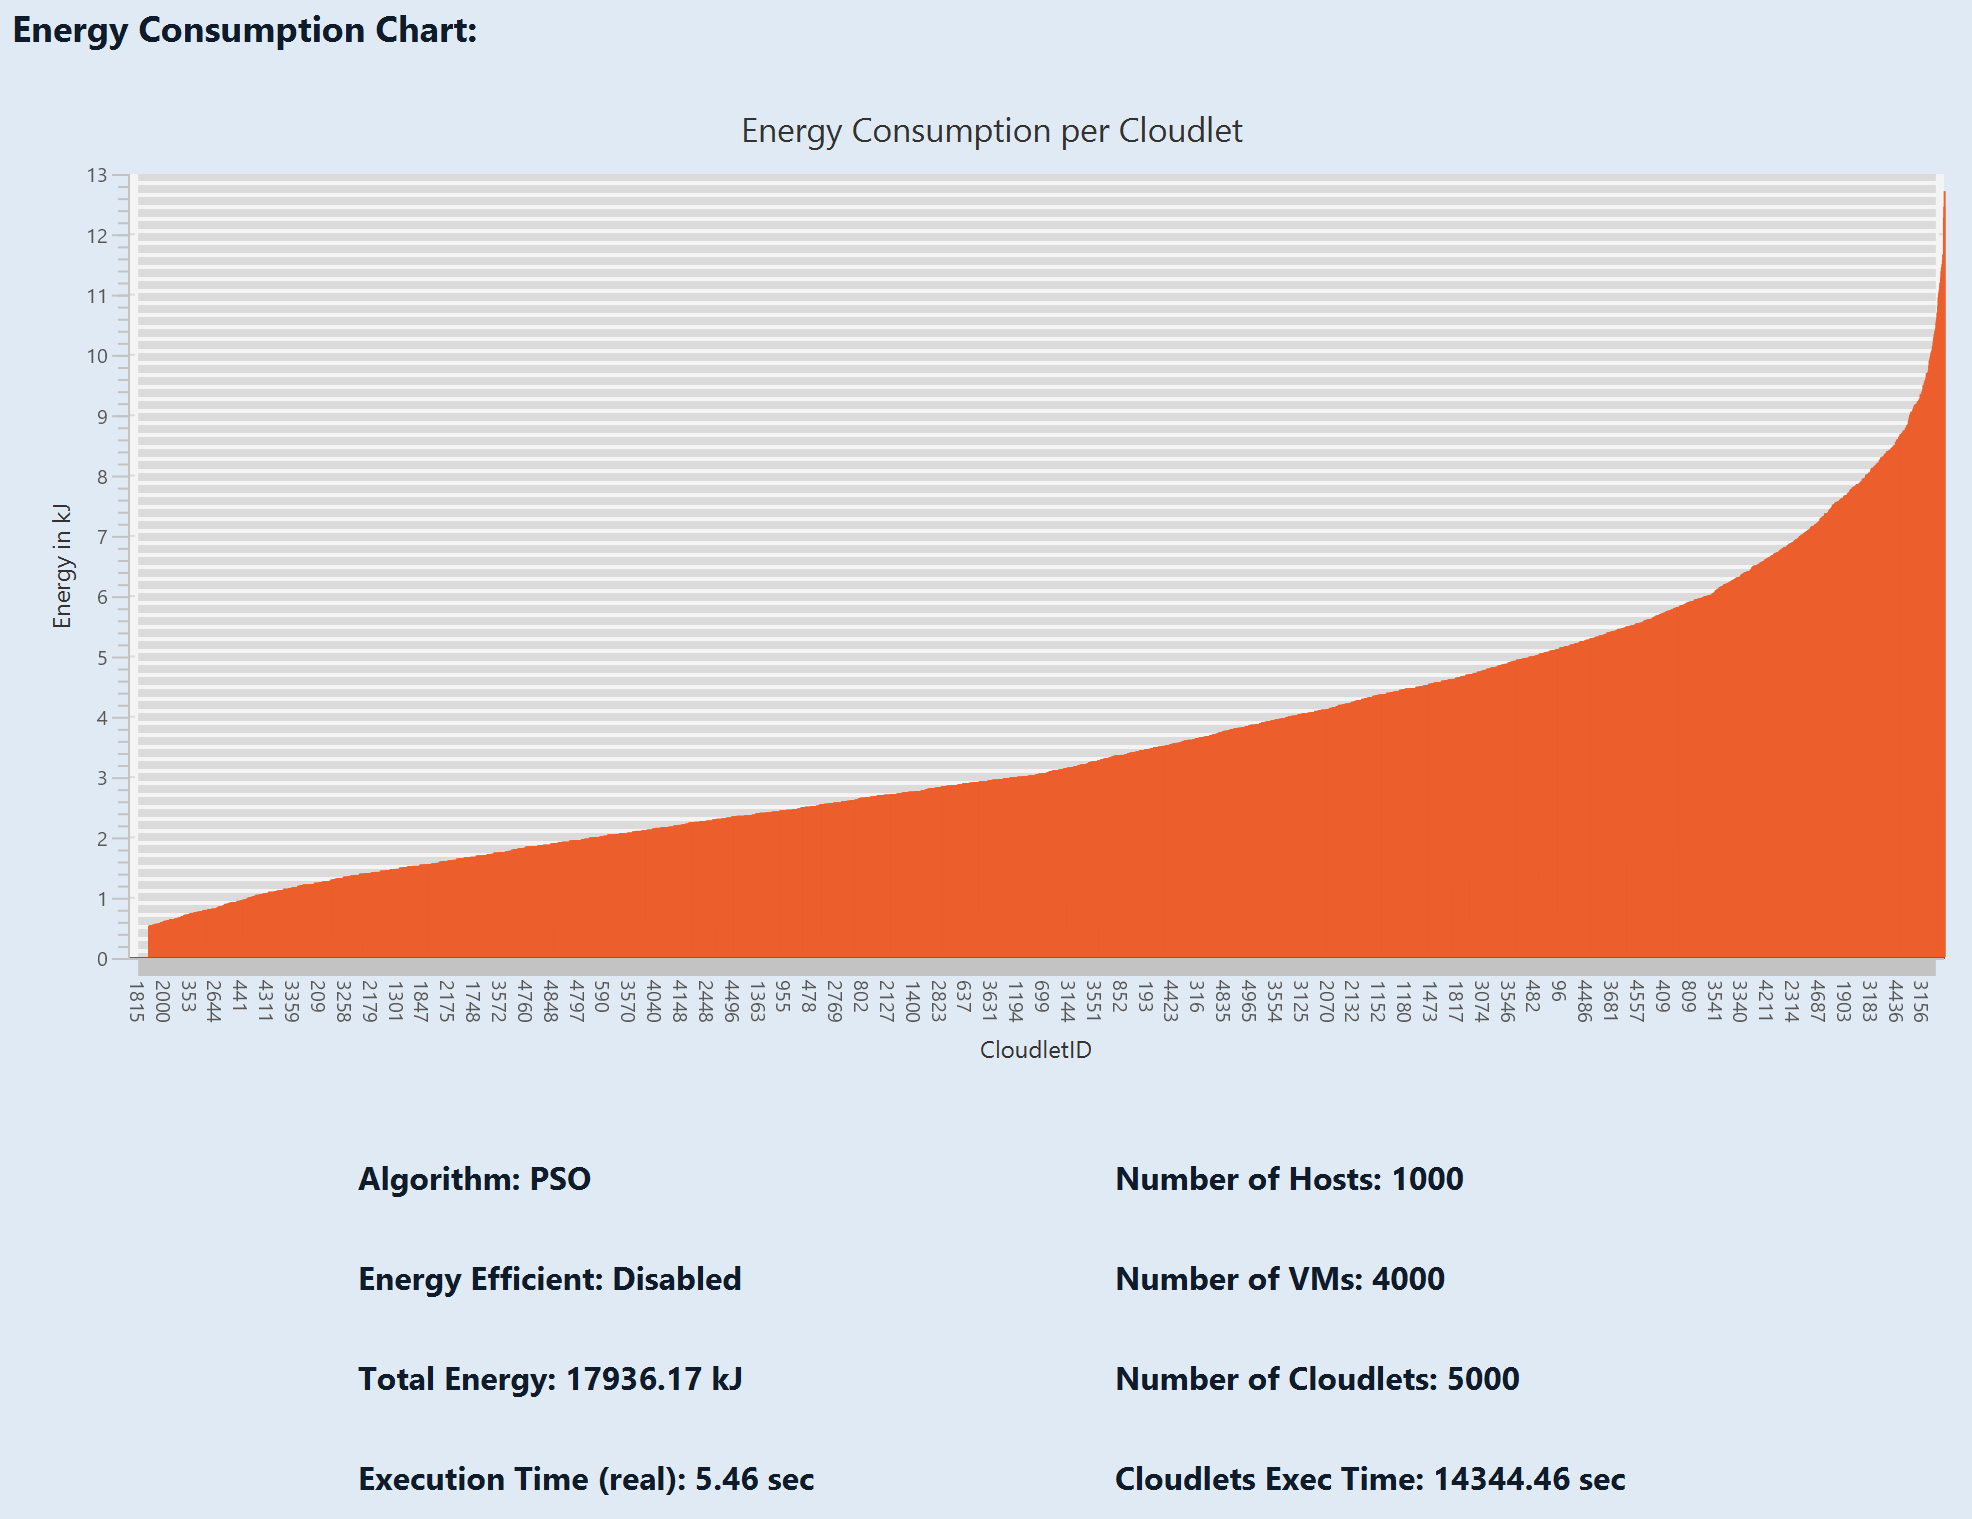 Energy Consumption Chart:
Energy Consumption per Cloudlet
13
12
11
10
9
8
7
6
5
4
3
2
1
0
Energy in kJ
1815 2000 353 2644 441 4311 3359 209 3258 2179 1301 1847 2175 1748 3572 4760 4848 4797 590 3570 4040 4148 2448 4496 1363 955 478 2769 802 2127 1400 2823 637 3631 1194 699 3144 3551 852 193 4423 316 4835 4965 3554 3125 2070 2132 1152 1180 1473 1817 3074 3546 482 96 4486 3681 4557 409 809 3541 3340 4211 2314 4687 1903 3183 4436 3156
CloudletID
Algorithm: PSO
Number of Hosts: 1000
Energy Efficient: Disabled
Number of VMs: 4000
Total Energy: 17936.17 kJ
Number of Cloudlets: 5000
Execution Time (real): 5.46 sec
Cloudlets Exec Time: 14344.46 sec